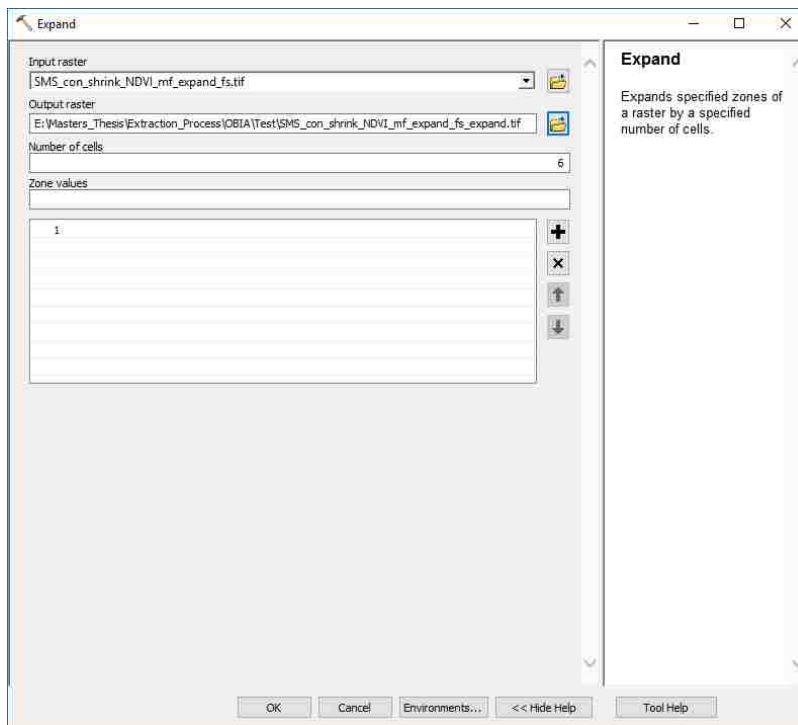 Expand
Input raster
SMS_con_shrink_NDVI_mf_expand_fs.tif
Output raster
E:\Masters_Thesis\Extraction_Process\OBIA\Test\SMS_con_shrink_NDVI_mf_expand_fs_expand.tif
Number of cells
6
Zone values
1
OK
Cancel
Environments...
<< Hide Help
Expand
Expands specified zones of
a raster by a specified
number of cells.
Tool Help